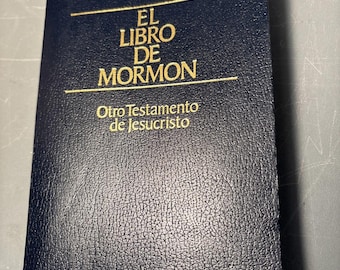 EL
LIBRO
DE
MORMON
Otro Testamento
de Jesucristo